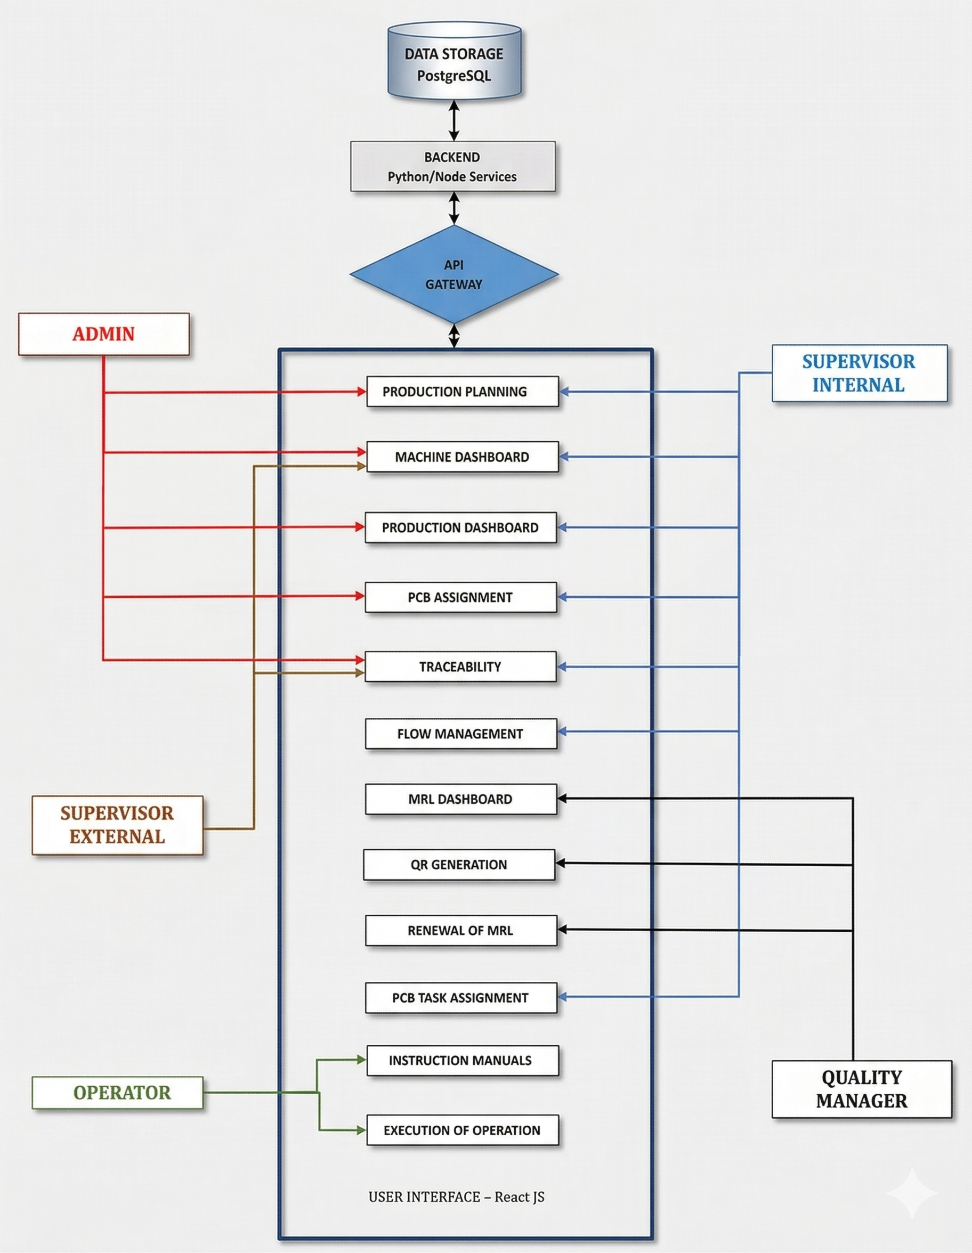 DATA STORAGE
PostgreSQL
BACKEND
Python/Node Services
API
GATEWAY
ADMIN
SUPERVISOR
INTERNAL
PRODUCTION PLANNING
MACHINE DASHBOARD
PRODUCTION DASHBOARD
PCB ASSIGNMENT
TRACEABILITY
FLOW MANAGEMENT
MRL DASHBOARD
SUPERVISOR
EXTERNAL
QR GENERATION
RENEWAL OF MRL
PCB TASK ASSIGNMENT
INSTRUCTION MANUALS
OPERATOR
QUALITY
MANAGER
EXECUTION OF OPERATION
USER INTERFACE – React JS